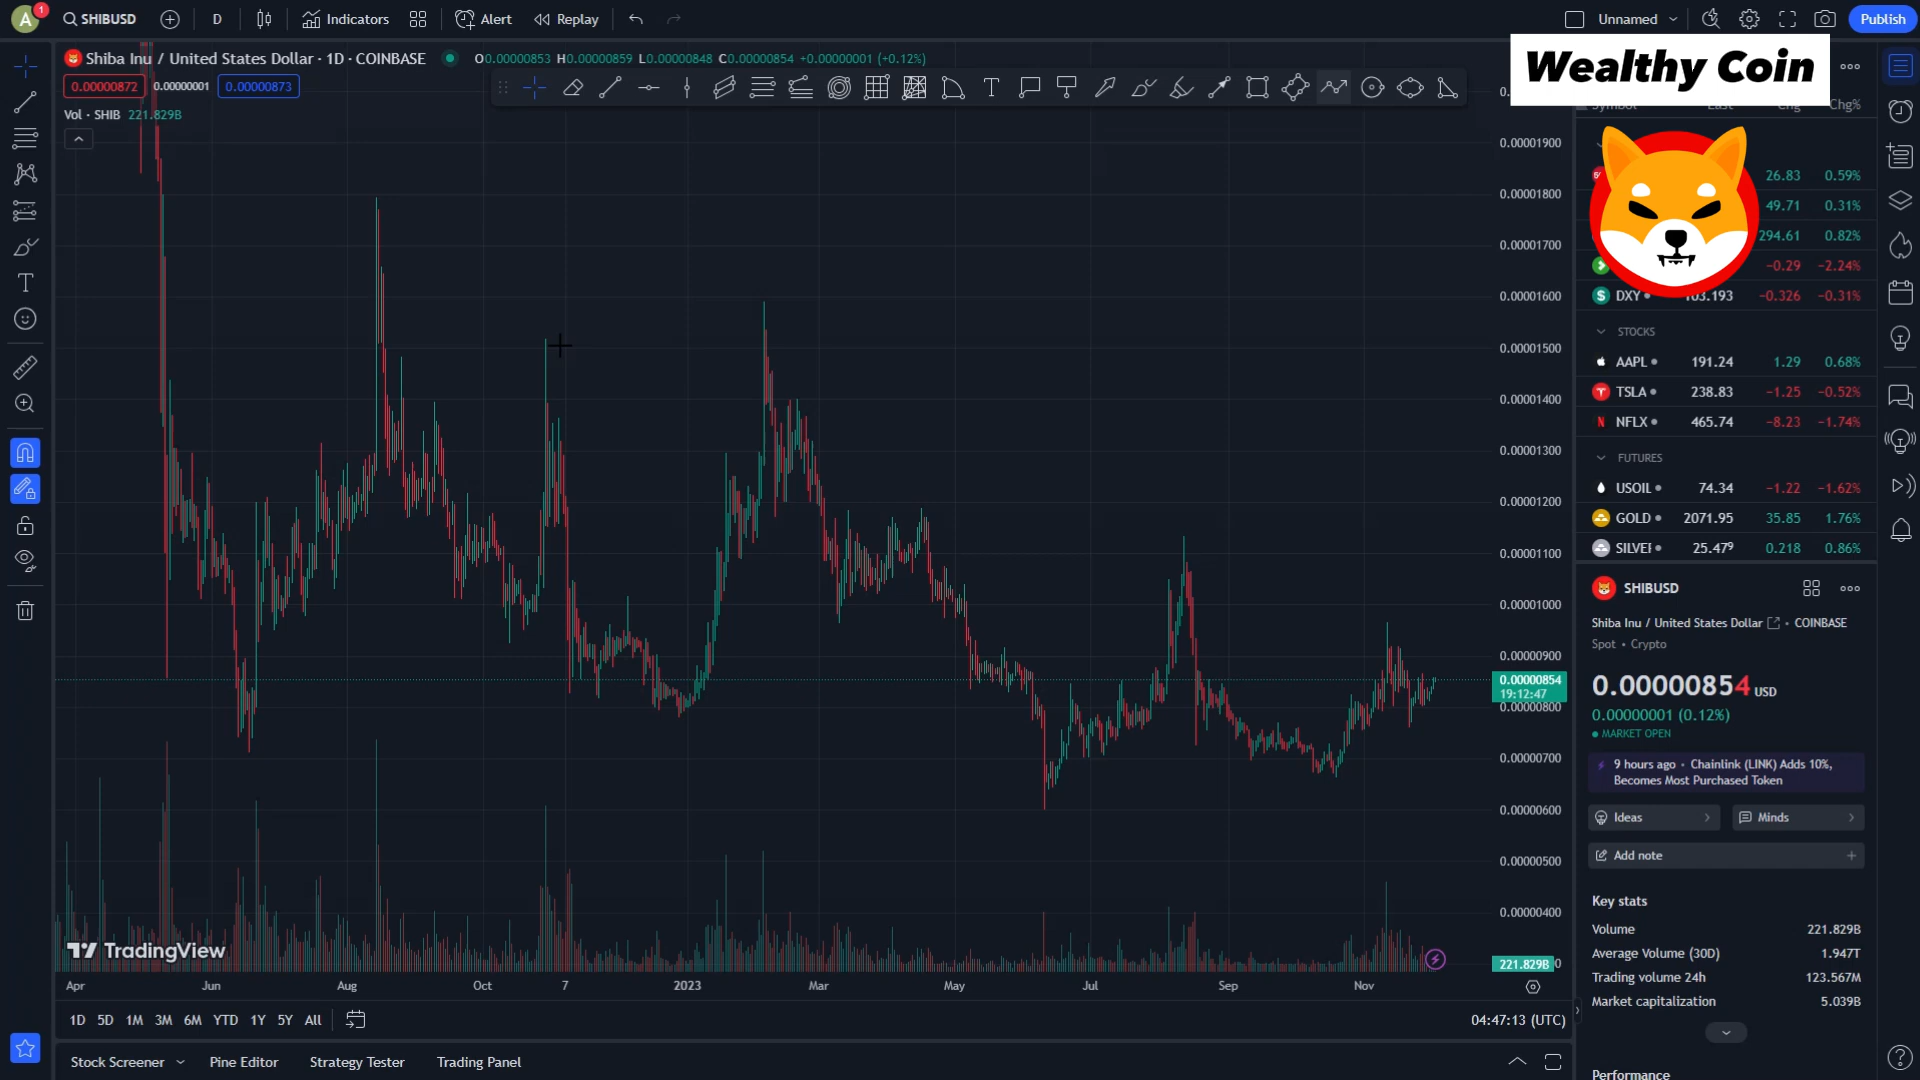 A 1 SHIBUSD D Indicators Alert Replay Unnamed Publish
Shiba Inu / United States Dollar · 1D · COINBASE O0.00000853 H0.00000859 L0.00000848 C0.00000854 +0.00000001 (+0.12%)
Wealthy Coin
0.00000872 0.00000001 0.00000873
Vol · SHIB 221.829B
Symbol Last Chg Chg%
0.00001900
0.00001800
0.00001700
0.00001600
0.00001500
0.00001400
0.00001300
0.00001200
0.00001100
0.00001000
0.00000900
0.00000854
19:12:47
0.00000800
0.00000700
0.00000600
0.00000500
0.00000400
221.829B
26.83 0.59%
49.71 0.31%
294.61 0.82%
−0.29 −2.24%
DXY 103.193 −0.326 −0.31%
STOCKS
AAPL 191.24 1.29 0.68%
TSLA 238.83 −1.25 −0.52%
NFLX 465.74 −8.23 −1.74%
FUTURES
USOIL 74.34 −1.22 −1.62%
GOLD 2071.95 35.85 1.76%
SILVER 25.479 0.218 0.86%
SHIBUSD
Shiba Inu / United States Dollar • COINBASE
Spot • Crypto
0.00000854 USD
0.00000001 (0.12%)
MARKET OPEN
9 hours ago • Chainlink (LINK) Adds 10%,
Becomes Most Purchased Token
Ideas Minds
Add note
Key stats
Volume 221.829B
Average Volume (30D) 1.947T
Trading volume 24h 123.567M
Market capitalization 5.039B
Performance
TradingView
Apr Jun Aug Oct 7 2023 Mar May Jul Sep Nov
1D 5D 1M 3M 6M YTD 1Y 5Y All 04:47:13 (UTC)
Stock Screener Pine Editor Strategy Tester Trading Panel